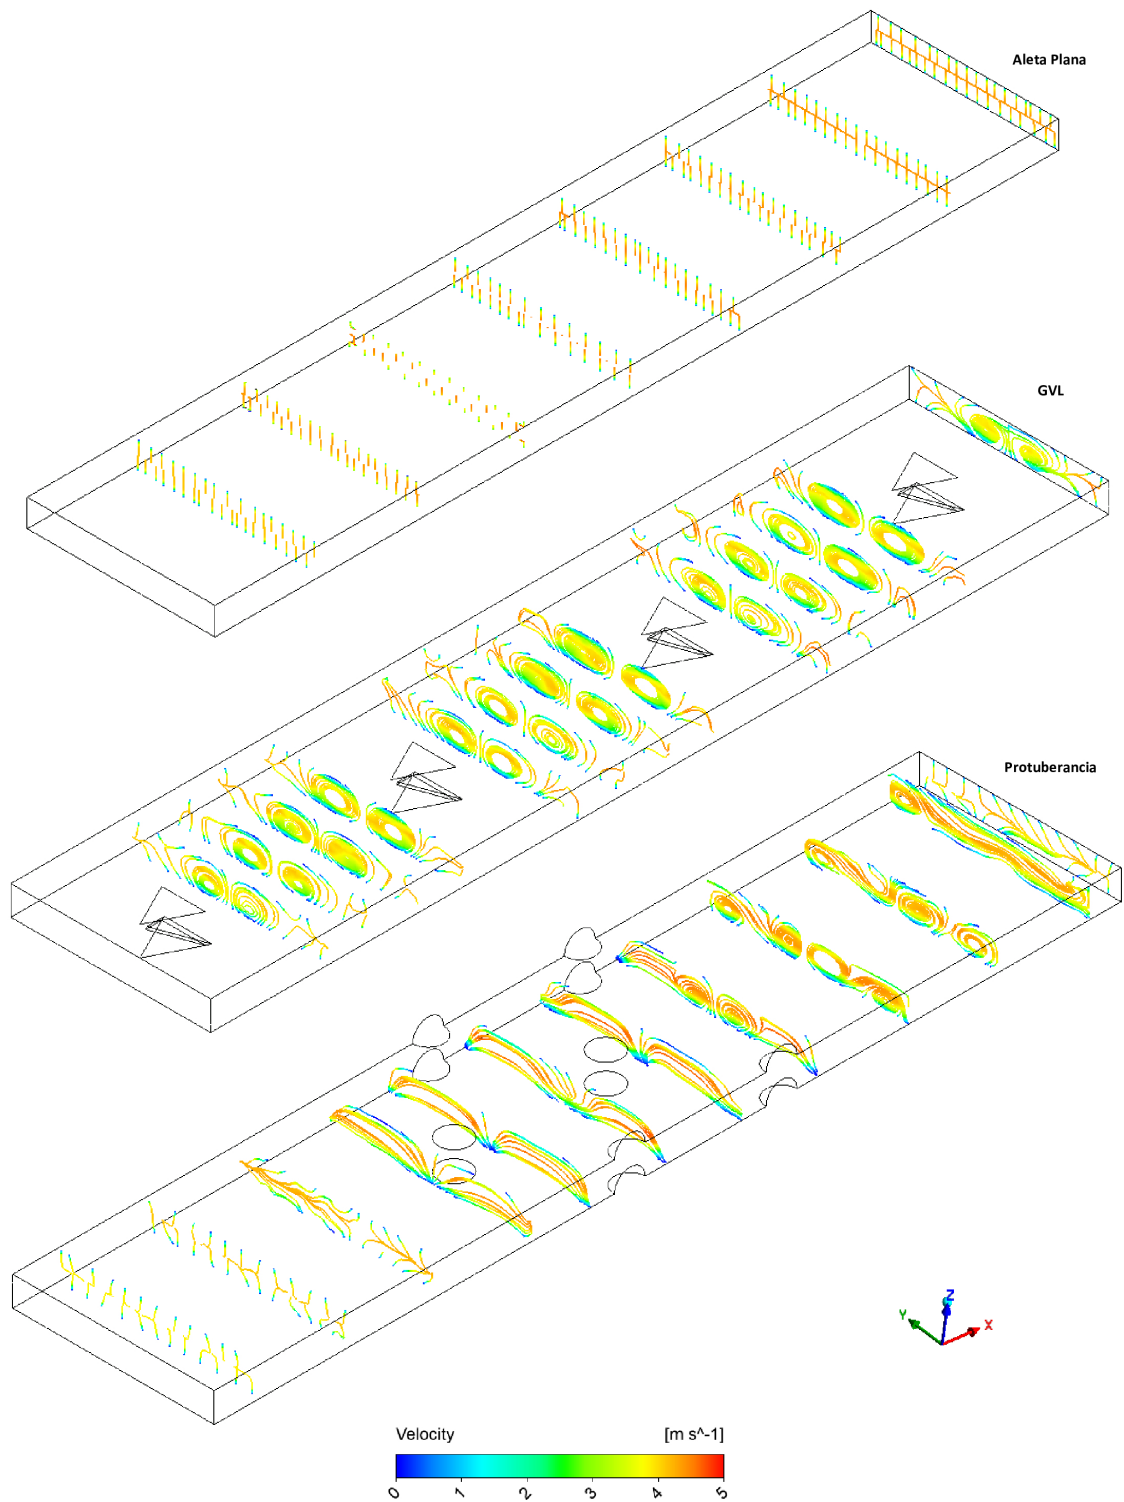 Aleta Plana
GVL
Protuberancia
Z
Y
X
Velocity [m s^-1]
0 1 2 3 4 5